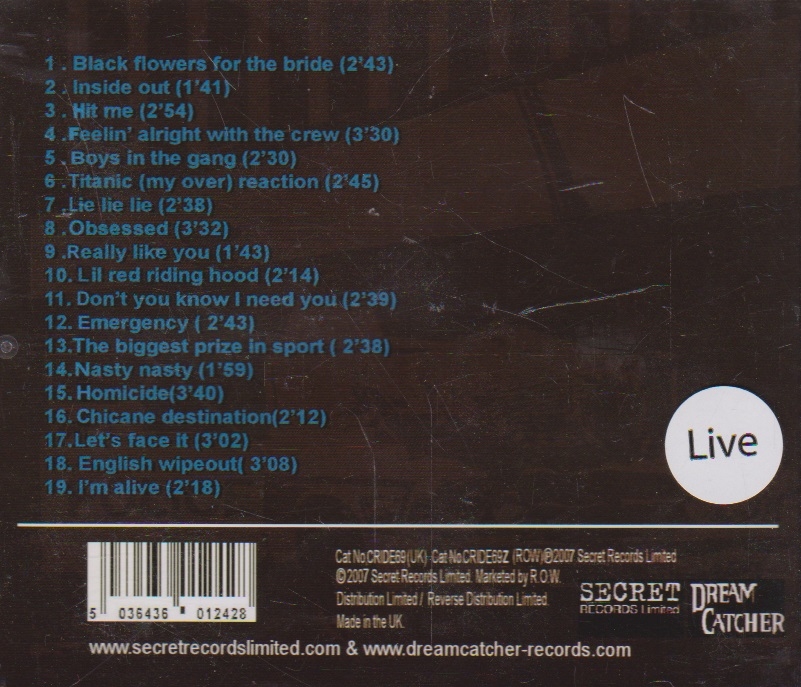 1 . Black flowers for the bride (2'43)
2 . Inside out (1'41)
3 . Hit me (2'54)
4 .Feelin' alright with the crew (3'30)
5 . Boys in the gang (2'30)
6 .Titanic (my over) reaction (2'45)
7 .Lie lie lie (2'38)
8 .Obsessed (3'32)
9 .Really like you (1'43)
10. Lil red riding hood (2'14)
11. Don't you know I need you (2'39)
12. Emergency ( 2'43)
13.The biggest prize in sport ( 2'38)
14.Nasty nasty (1'59)
15. Homicide(3'40)
16. Chicane destination(2'12)
17.Let's face it (3'02)
18. English wipeout( 3'08)
19. I'm alive (2'18)
Live
5 036436 012428
Cat No.CRIDE69(UK)- Cat No.CRIDE69Z (ROW)℗2007 Secret Records Limited
©2007 Secret Records Limited. Marketed by R.O.W.
Distribution Limited / Reverse Distribution Limited.
Made in the UK.
SECRET
RECORDS Limited
DREAM
CATCHER
www.secretrecordslimited.com & www.dreamcatcher-records.com